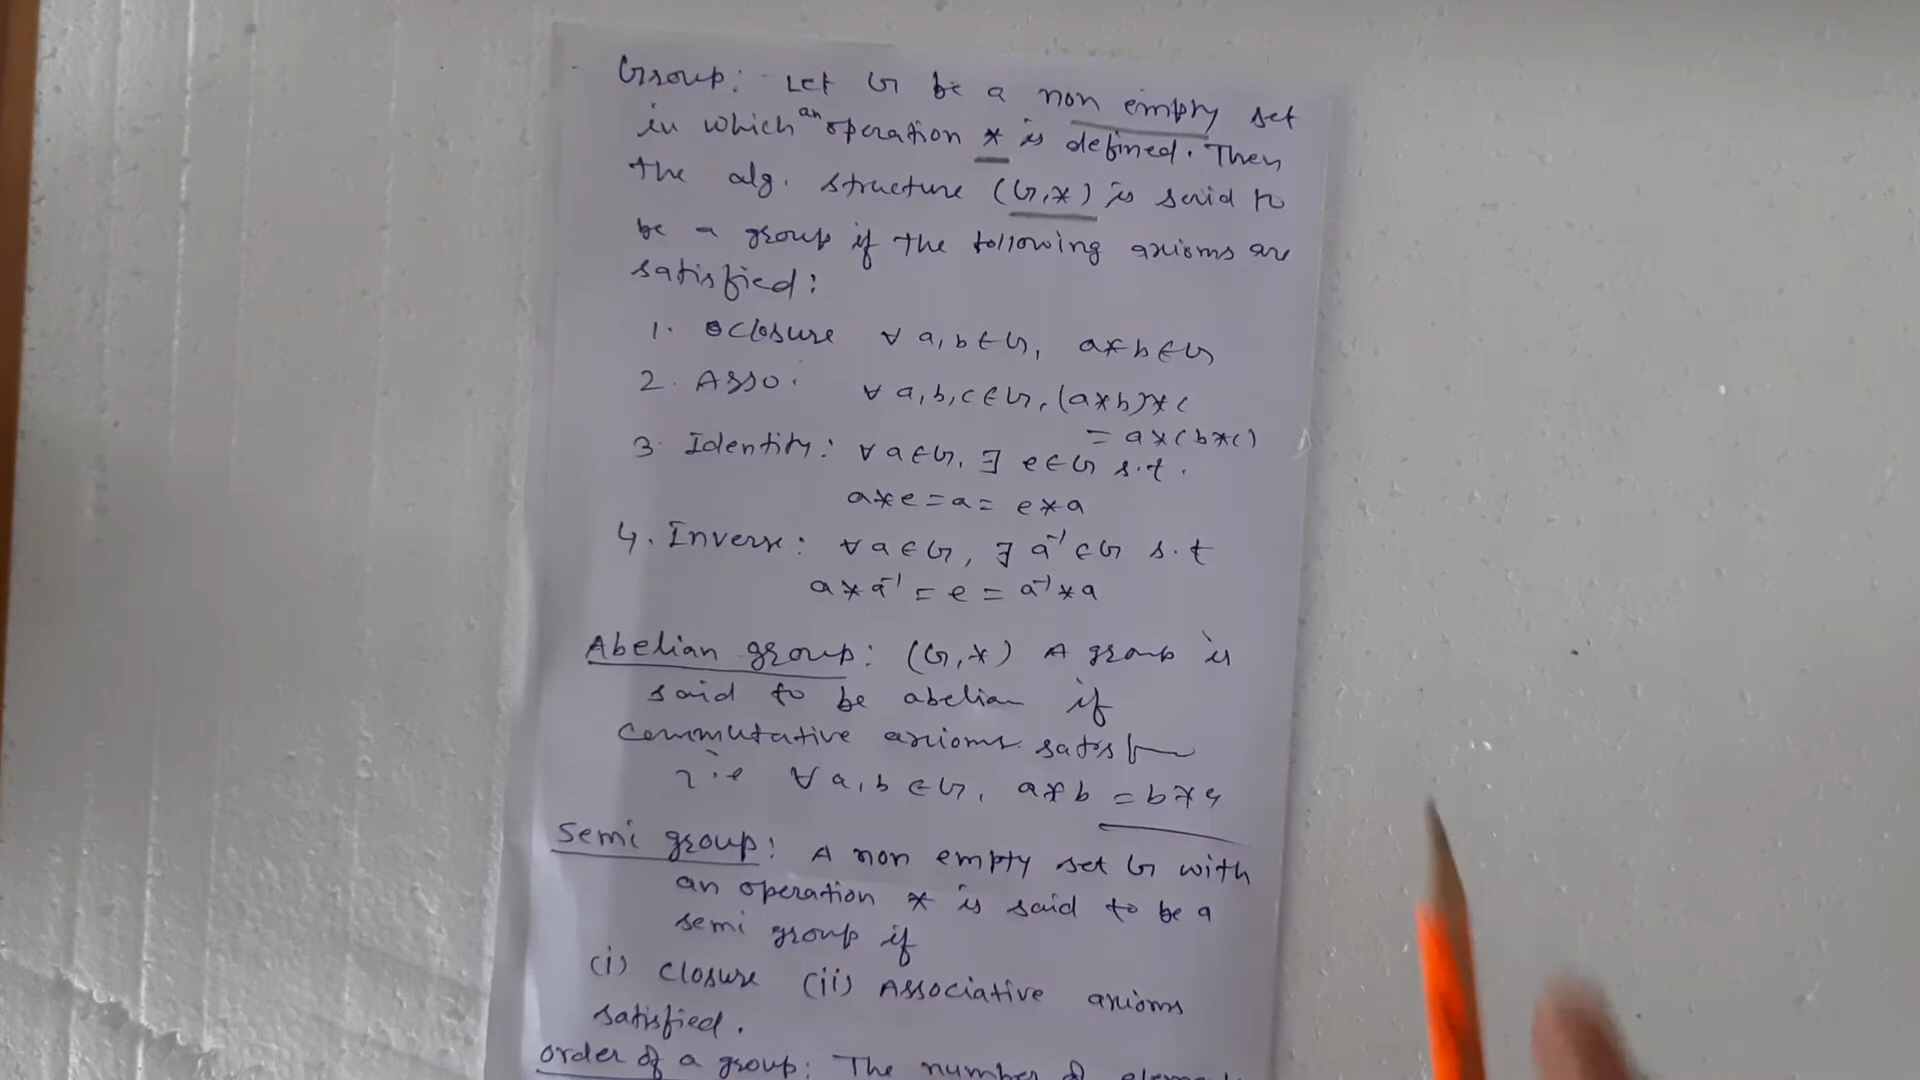 Group: Let G be a non empty set
in which an operation * is defined. Then
the alg. structure (G,*) is said to
be a group if the following axioms are
satisfied:
1. closure ∀ a,b∈G, a*b∈G
2. Asso. ∀ a,b,c∈G, (a*b)*c
= a*(b*c)
3. Identity: ∀ a∈G, ∃ e∈G s.t.
a*e=a= e*a
4. Inverse: ∀ a∈G, ∃ a⁻¹∈G s.t
a*a⁻¹ = e = a⁻¹*a
Abelian group: (G,*) A group is
said to be abelian if
commutative axioms
i.e ∀ a,b∈G, a*b = b*a
Semi group: A non empty set G with
an operation * is said to be a
semi group if
(i) closure (ii) Associative axioms
satisfied.
order of a group: The number of